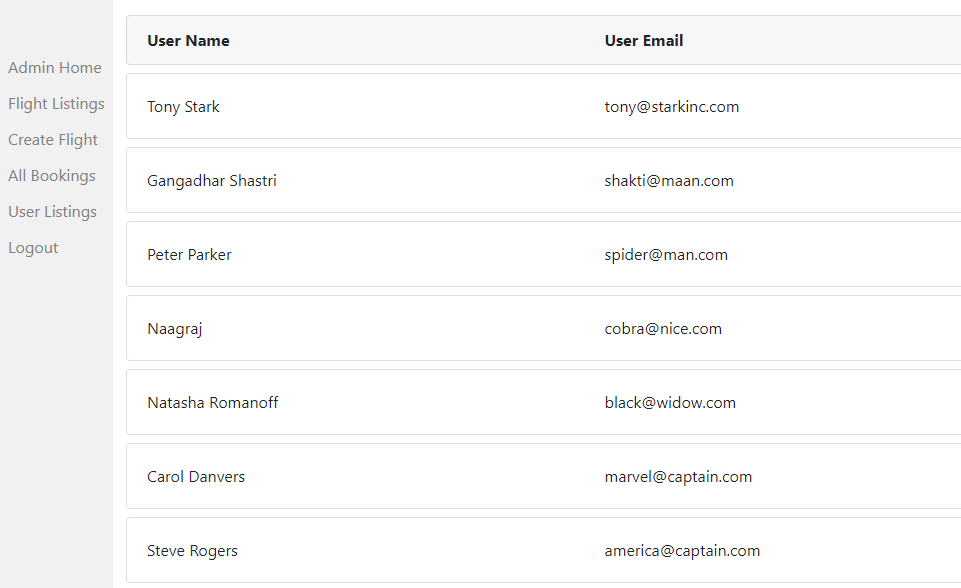 Admin Home
Flight Listings
Create Flight
All Bookings
User Listings
Logout
User Name User Email
Tony Stark tony@starkinc.com
Gangadhar Shastri shakti@maan.com
Peter Parker spider@man.com
Naagraj cobra@nice.com
Natasha Romanoff black@widow.com
Carol Danvers marvel@captain.com
Steve Rogers america@captain.com